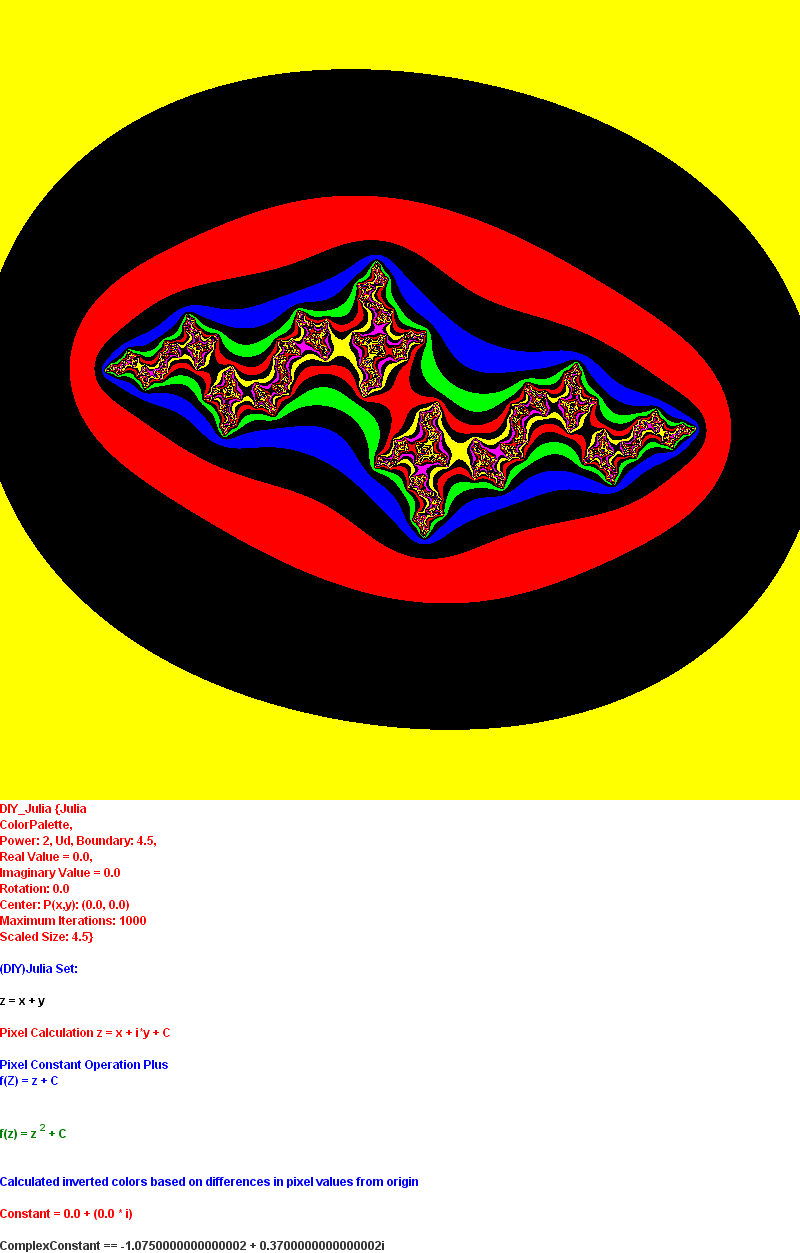 DIY_Julia {Julia
ColorPalette,
Power: 2, Ud, Boundary: 4.5,
Real Value = 0.0,
Imaginary Value = 0.0
Rotation: 0.0
Center: P(x,y): (0.0, 0.0)
Maximum Iterations: 1000
Scaled Size: 4.5}
(DIY)Julia Set:
z = x + y
Pixel Calculation z = x + i*y + C
Pixel Constant Operation Plus
f(Z) = z + C
f(z) = z 2 + C
Calculated inverted colors based on differences in pixel values from origin
Constant = 0.0 + (0.0 * i)
ComplexConstant == -1.0750000000000002 + 0.3700000000000002i